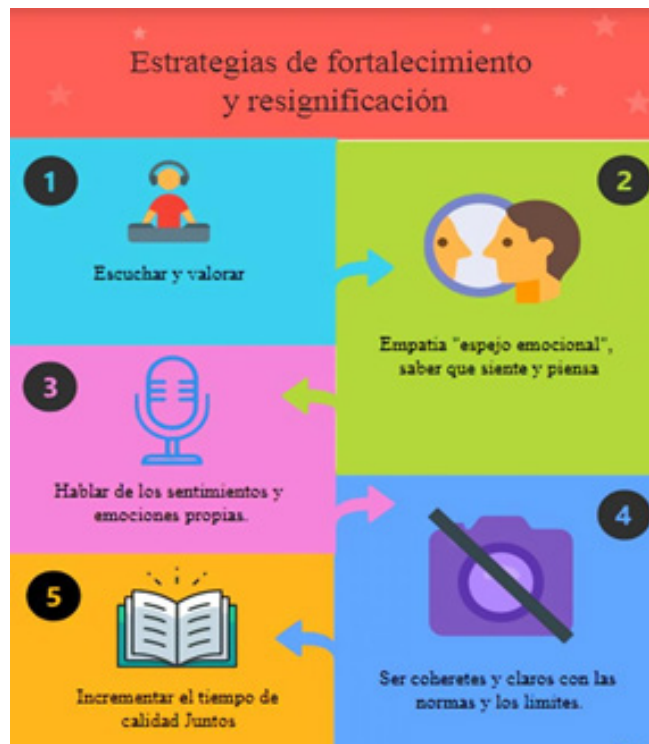 Estrategias de fortalecimiento
y resignificación
1
Escuchar y valorar
2
Empatia "espejo emocional",
saber que siente y piensa
3
Hablar de los sentimientos y
emociones propias.
4
Ser coheretes y claros con las
normas y los limites.
5
Incrementar el tiempo de
calidad Juntos